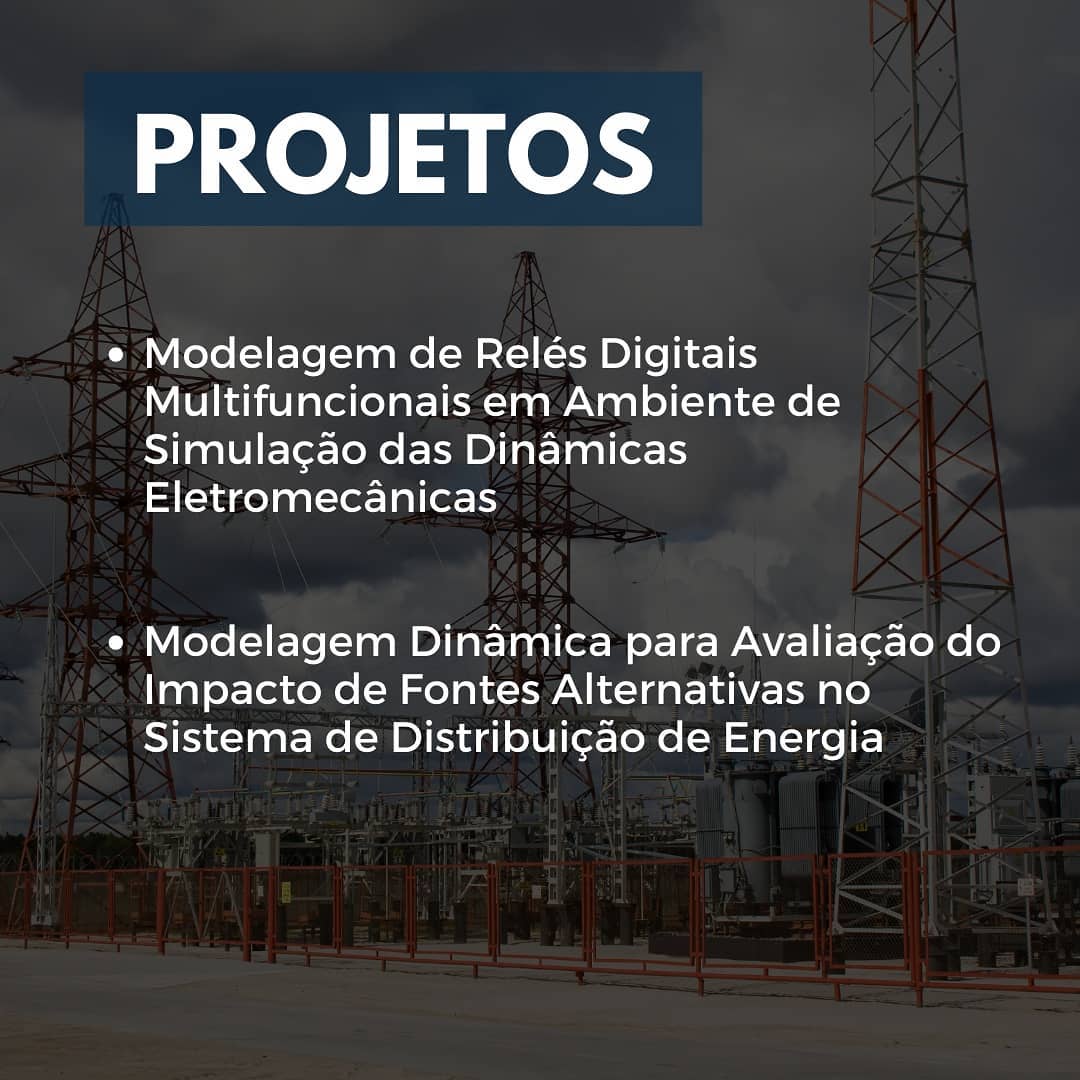 PROJETOS
• Modelagem de Relés Digitais
Multifuncionais em Ambiente de
Simulação das Dinâmicas
Eletromecânicas
• Modelagem Dinâmica para Avaliação do
Impacto de Fontes Alternativas no
Sistema de Distribuição de Energia